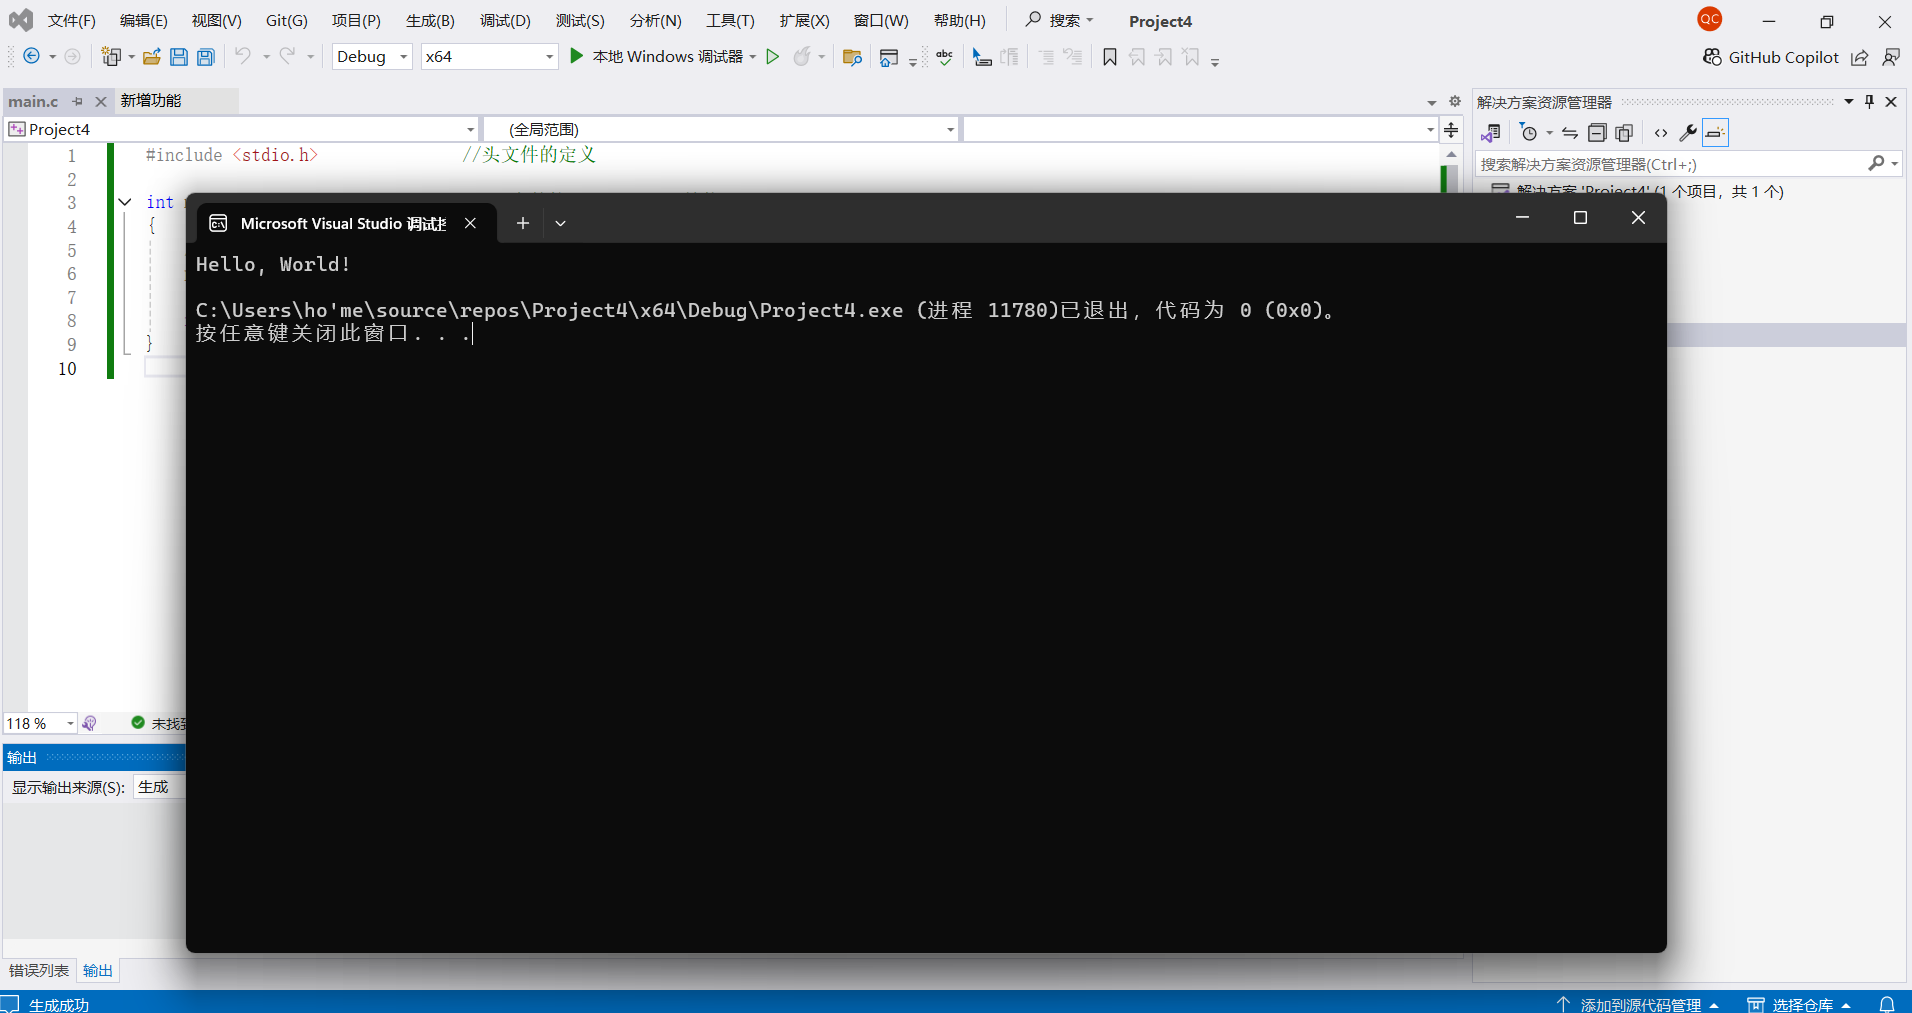 文件(F) 编辑(E) 视图(V) Git(G) 项目(P) 生成(B) 调试(D) 测试(S) 分析(N) 工具(T) 扩展(X) 窗口(W) 帮助(H) 搜索 Project4 QC
Debug x64 本地 Windows 调试器 abc GitHub Copilot
main.c 新增功能 解决方案资源管理器
Project4 (全局范围)
搜索解决方案资源管理器(Ctrl+;)
解决方案 'Project4' (1 个项目，共 1 个)
1 #include <stdio.h> //头文件的定义
2
3 int
4 {
5
6
7
8
9 }
10
Microsoft Visual Studio 调试
Hello, World!
C:\Users\ho'me\source\repos\Project4\x64\Debug\Project4.exe (进程 11780)已退出，代码为 0 (0x0)。
按任意键关闭此窗口. . .
118 % 未找
输出
显示输出来源(S): 生成
错误列表 输出
生成成功 添加到源代码管理 选择仓库